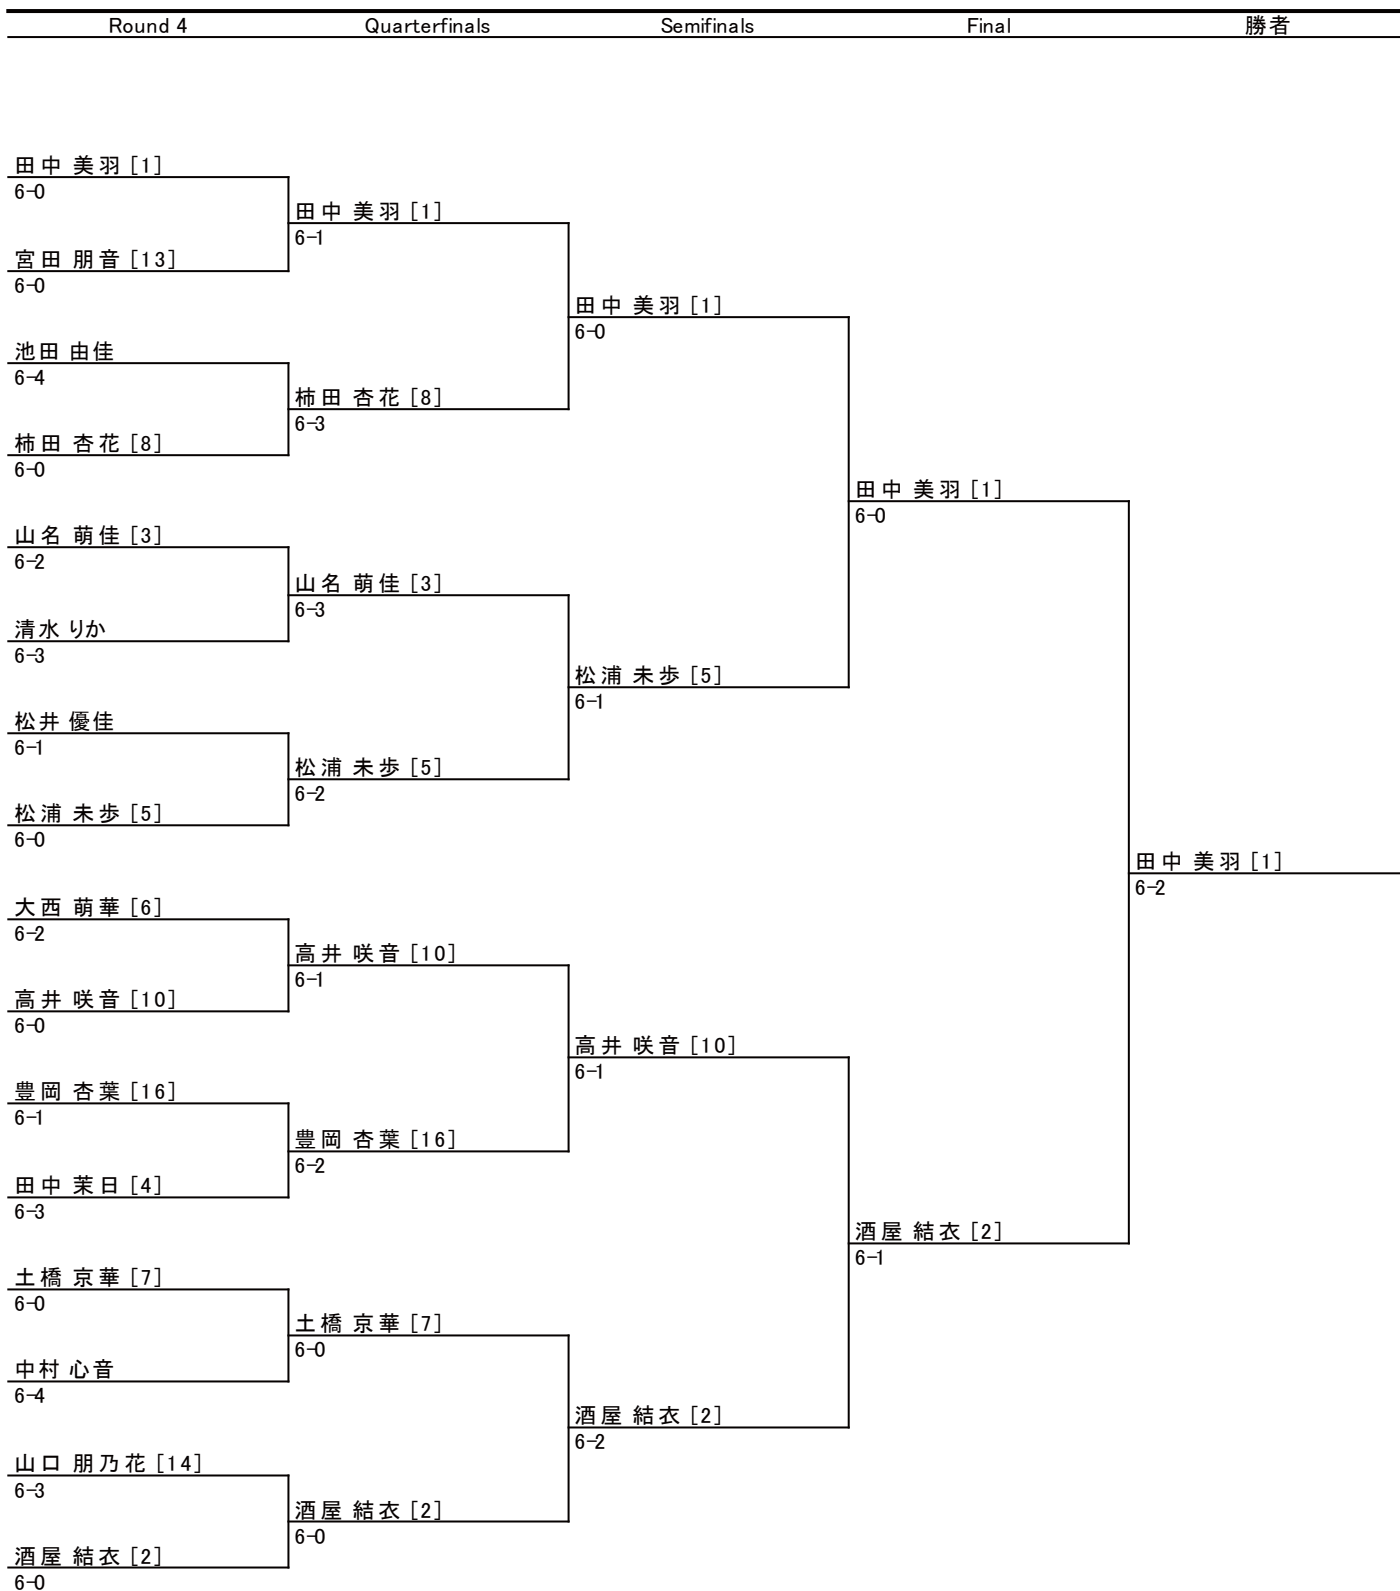 Round 4 Quarterfinals Semifinals Final 勝者
田中 美羽 [1]
6-0
田中 美羽 [1]
6-1
宮田 朋音 [13]
6-0
田中 美羽 [1]
6-0
池田 由佳
6-4
柿田 杏花 [8]
6-3
柿田 杏花 [8]
6-0
田中 美羽 [1]
6-0
山名 萌佳 [3]
6-2
山名 萌佳 [3]
6-3
清水 りか
6-3
松浦 未歩 [5]
6-1
松井 優佳
6-1
松浦 未歩 [5]
6-2
松浦 未歩 [5]
6-0
田中 美羽 [1]
6-2
大西 萌華 [6]
6-2
高井 咲音 [10]
6-1
高井 咲音 [10]
6-0
高井 咲音 [10]
6-1
豊岡 杏葉 [16]
6-1
豊岡 杏葉 [16]
6-2
田中 茉日 [4]
6-3
酒屋 結衣 [2]
6-1
土橋 京華 [7]
6-0
土橋 京華 [7]
6-0
中村 心音
6-4
酒屋 結衣 [2]
6-2
山口 朋乃花 [14]
6-3
酒屋 結衣 [2]
6-0
酒屋 結衣 [2]
6-0